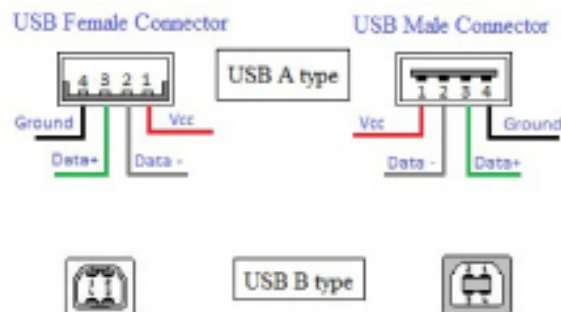 USB Female Connector
USB Male Connector
4 3 2 1
USB A type
1 2 3 4
Ground
Vcc
Vcc
Ground
Data+
Data -
Data -
Data+
USB B type